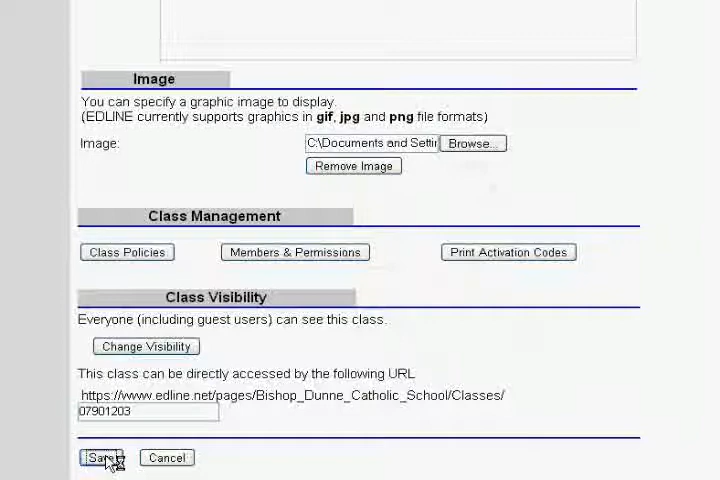 Image
You can specify a graphic image to display.
(EDLINE currently supports graphics in gif, jpg and png file formats)
Image: C:\Documents and Settin Browse...
Remove Image
Class Management
Class Policies Members & Permissions Print Activation Codes
Class Visibility
Everyone (including guest users) can see this class.
Change Visibility
This class can be directly accessed by the following URL
https://www.edline.net/pages/Bishop_Dunne_Catholic_School/Classes/
07901203
Save Cancel